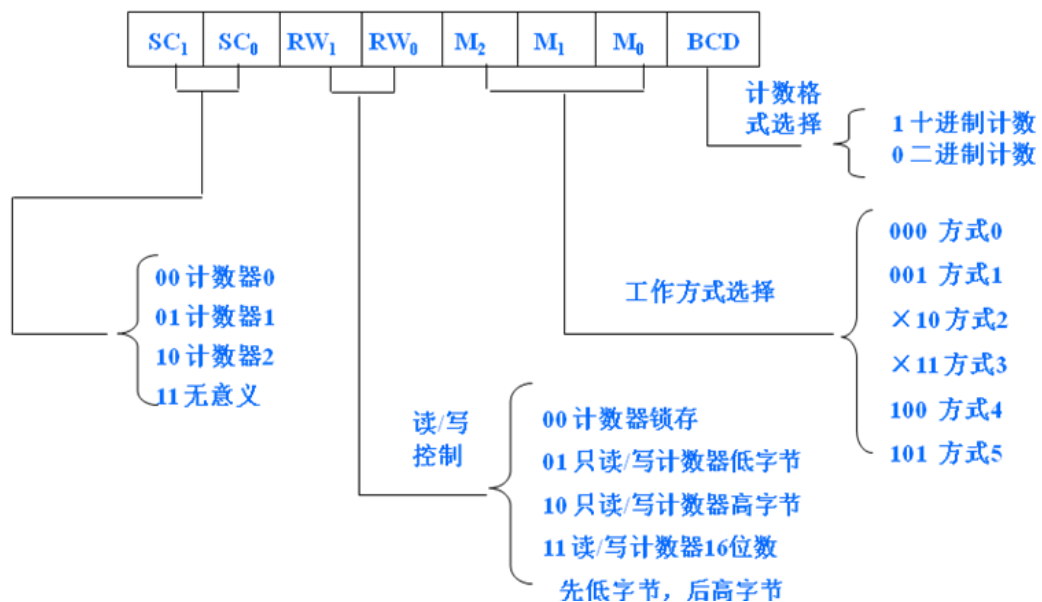 SC₁ SC₀ RW₁ RW₀ M₂ M₁ M₀ BCD
计数格
式选择
1 十进制计数
0 二进制计数
00 计数器0
01 计数器1
10 计数器2
11 无意义
工作方式选择
000 方式0
001 方式1
×10 方式2
×11 方式3
100 方式4
101 方式5
读/写
控制
00 计数器锁存
01 只读/写计数器低字节
10 只读/写计数器高字节
11 读/写计数器16位数
先低字节，后高字节